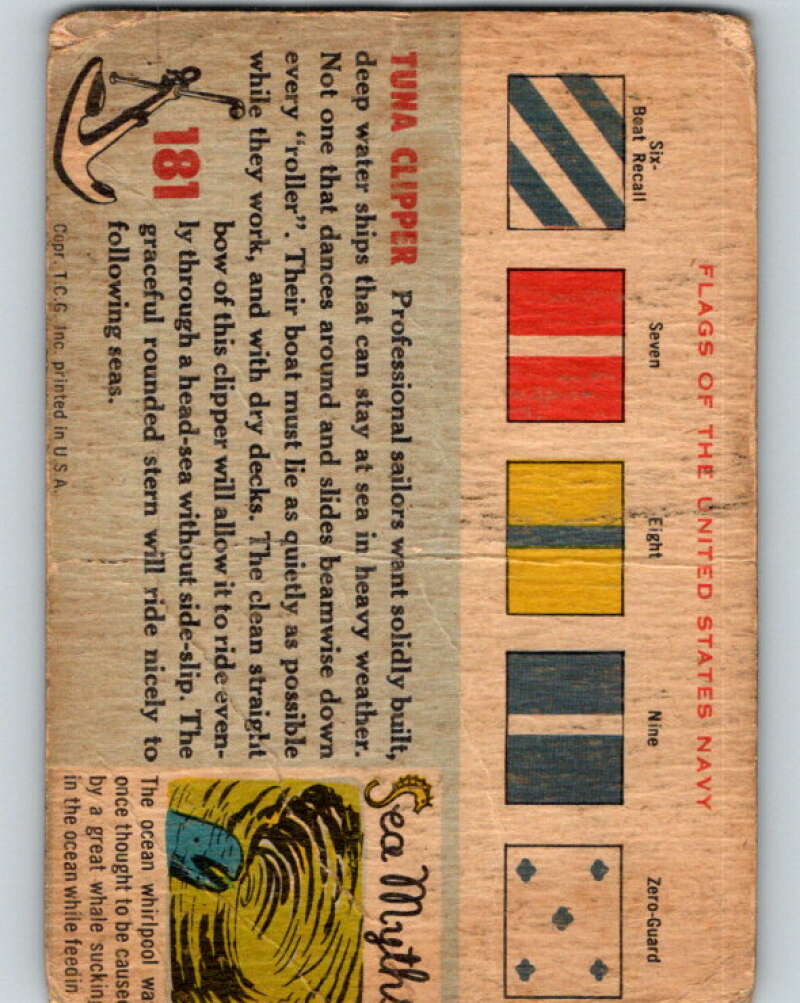 FLAGS OF THE UNITED STATES NAVY
Six-
Boat Recall
Seven
Eight
Nine
Zero-Guard
TUNA CLIPPER Professional sailors want solidly built,
deep water ships that can stay at sea in heavy weather.
Not one that dances around and slides beamwise down
every “roller”. Their boat must lie as quietly as possible
while they work, and with dry decks. The clean straight
bow of this clipper will allow it to ride even-
ly through a head-sea without side-slip. The
graceful rounded stern will ride nicely to
following seas.
181
Copr. T.C.G. Inc. printed in U S A.
Sea Myth
The ocean whirlpool wa
once thought to be cause
by a great whale suckin
in the ocean while feedin